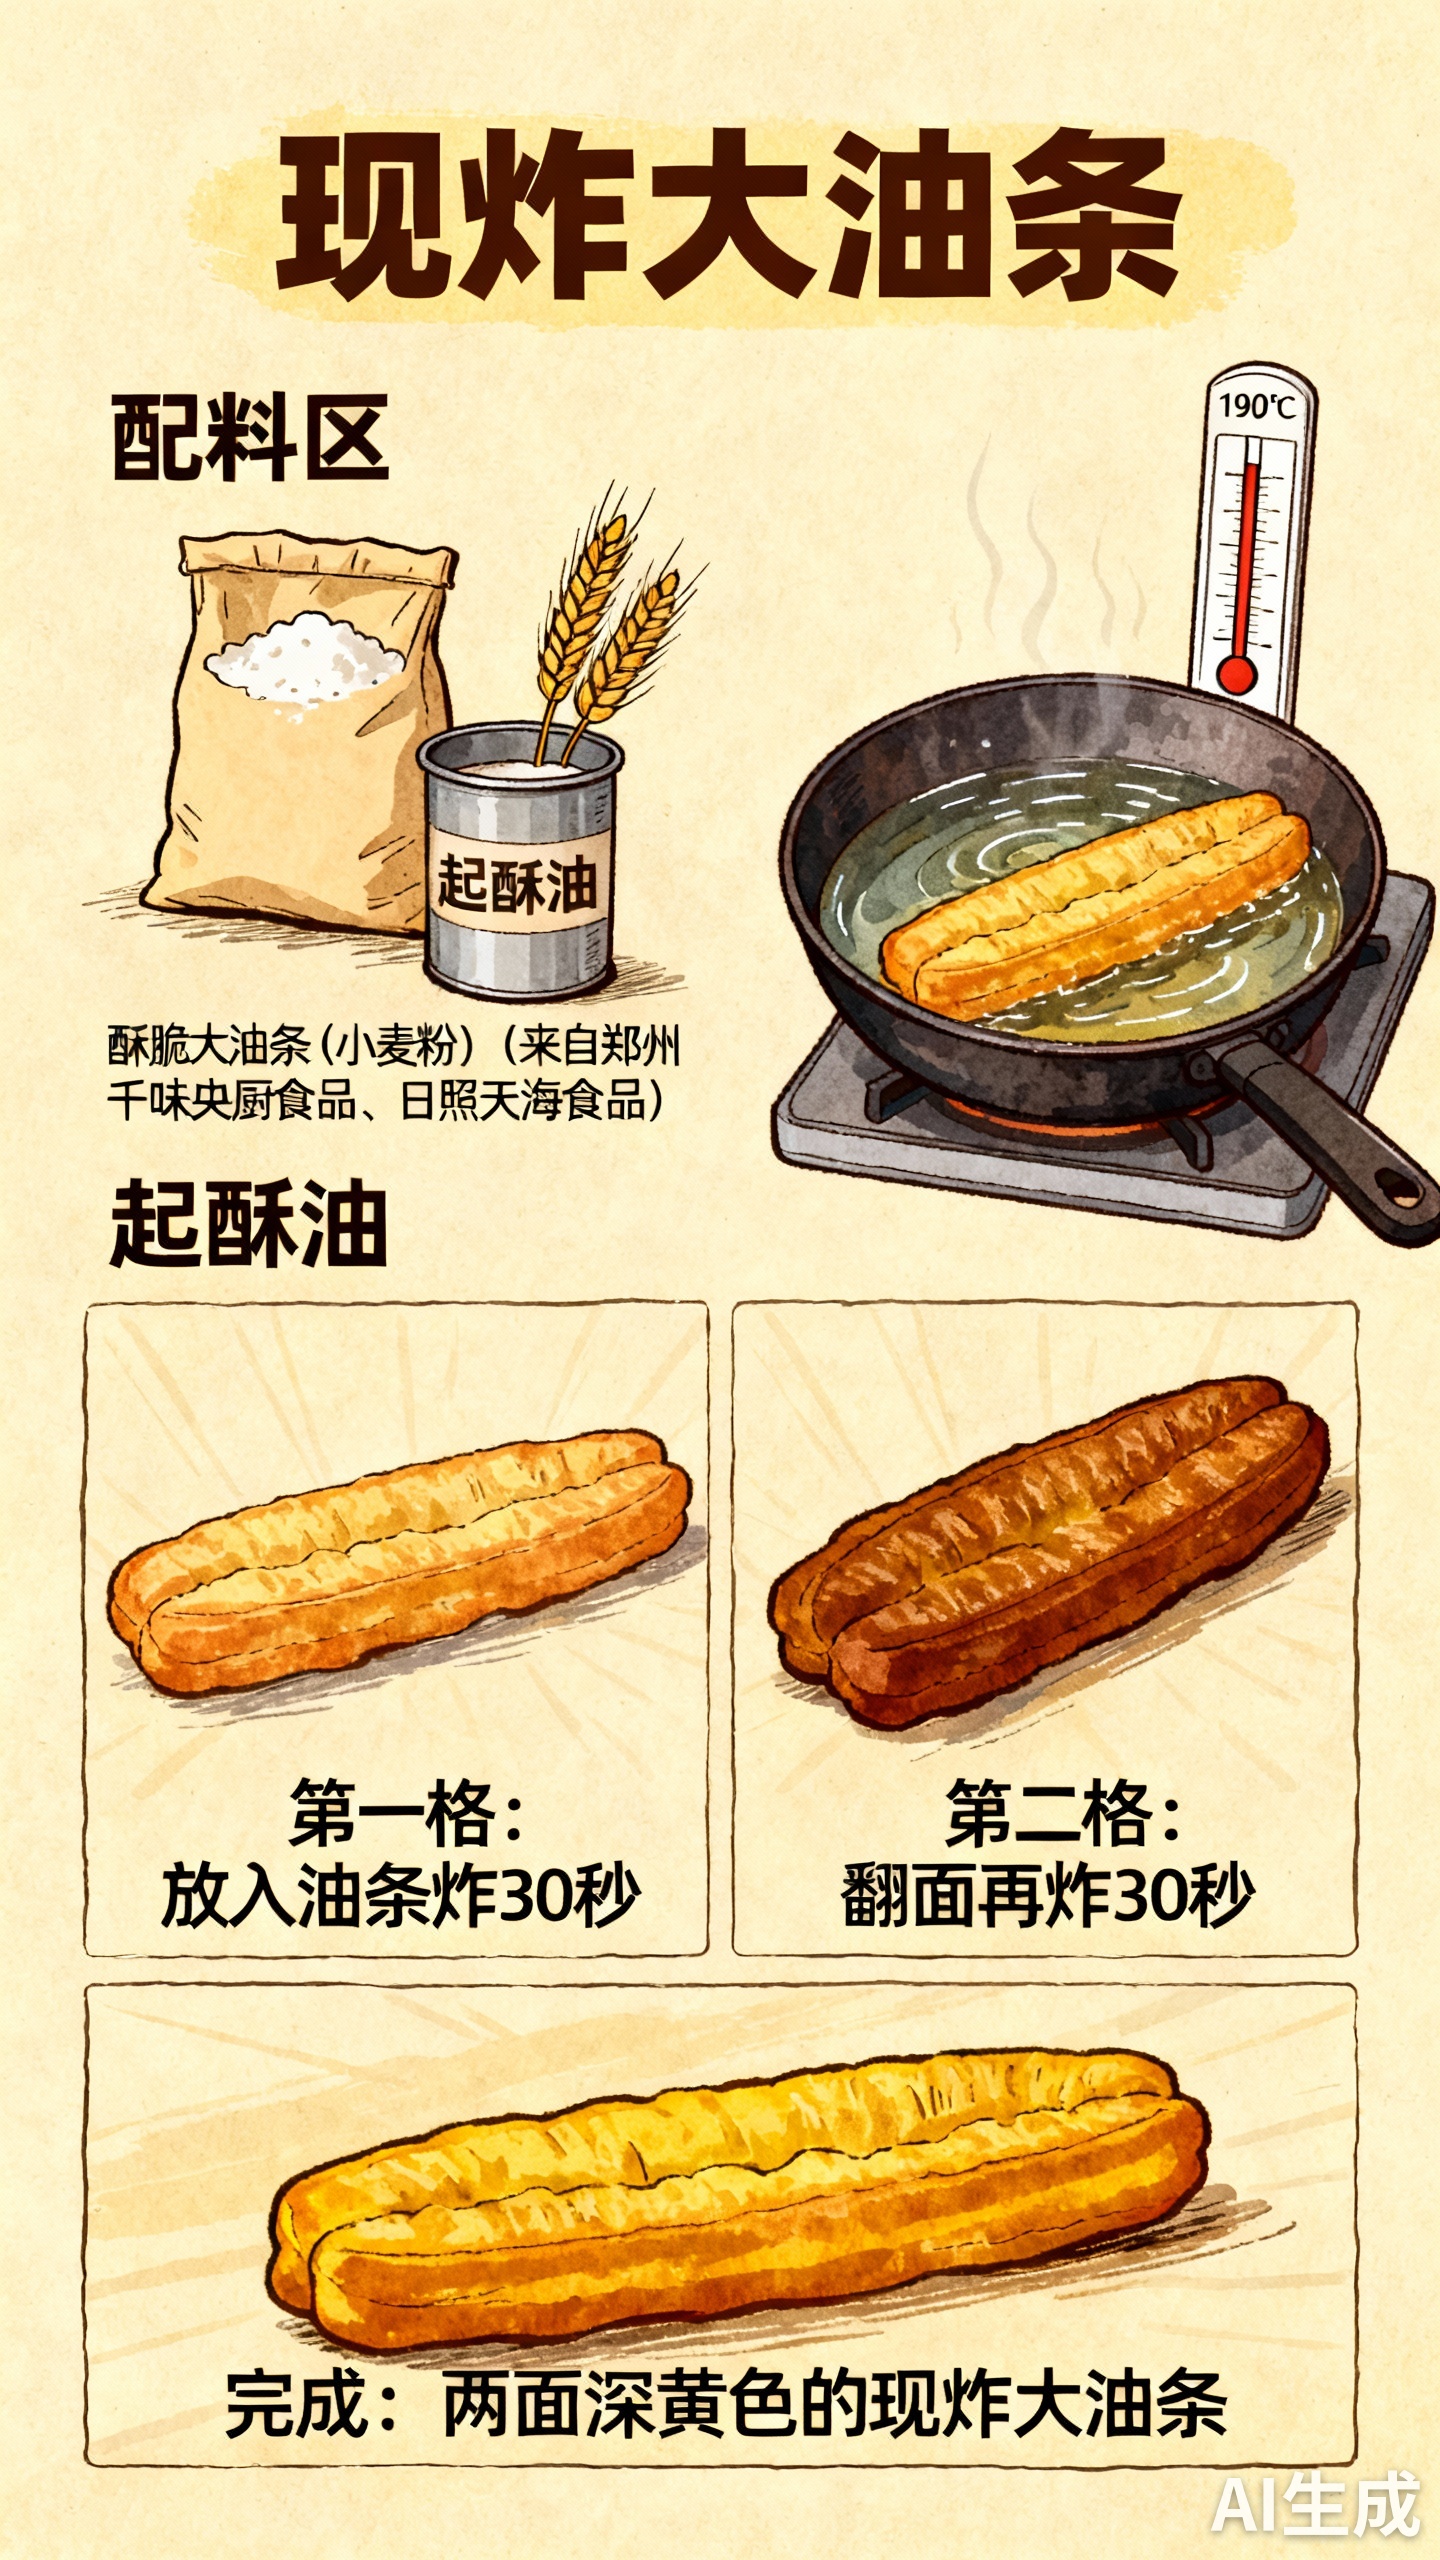 现炸大油条
配料区
190℃
起酥油
酥脆大油条（小麦粉）（来自郑州
千味央厨食品、日照天海食品）
起酥油
第一格：
放入油条炸30秒
第二格：
翻面再炸30秒
完成：两面深黄色的现炸大油条
AI生成